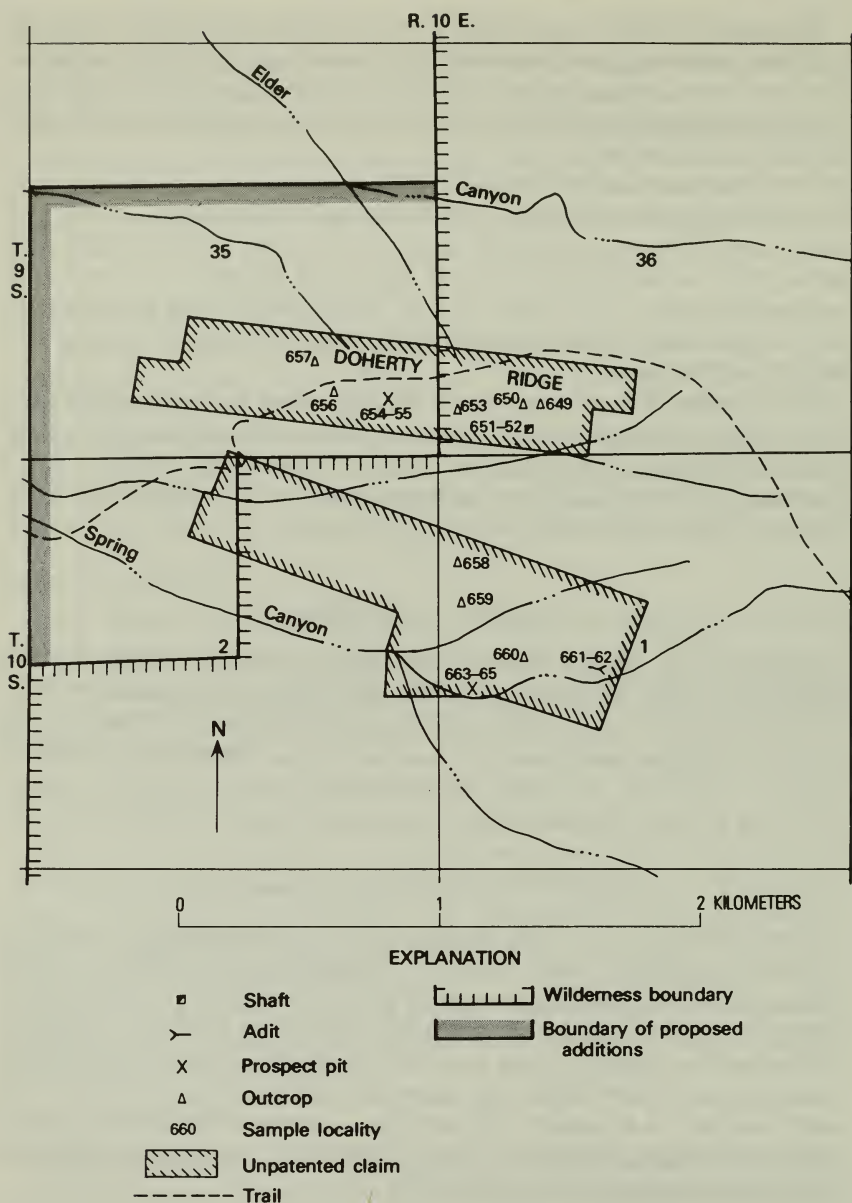 R. 10 E.
Elder
Canyon
T.
9
S.
35
36
657 DOHERTY
RIDGE
656
654-55
653
650
649
651-52
Spring
Canyon
658
659
T.
10
S.
2
660
661-62
1
663-65
N
0
1
2 KILOMETERS
EXPLANATION
Shaft
Adit
Prospect pit
Outcrop
660 Sample locality
Unpatented claim
Trail
Wilderness boundary
Boundary of proposed
additions